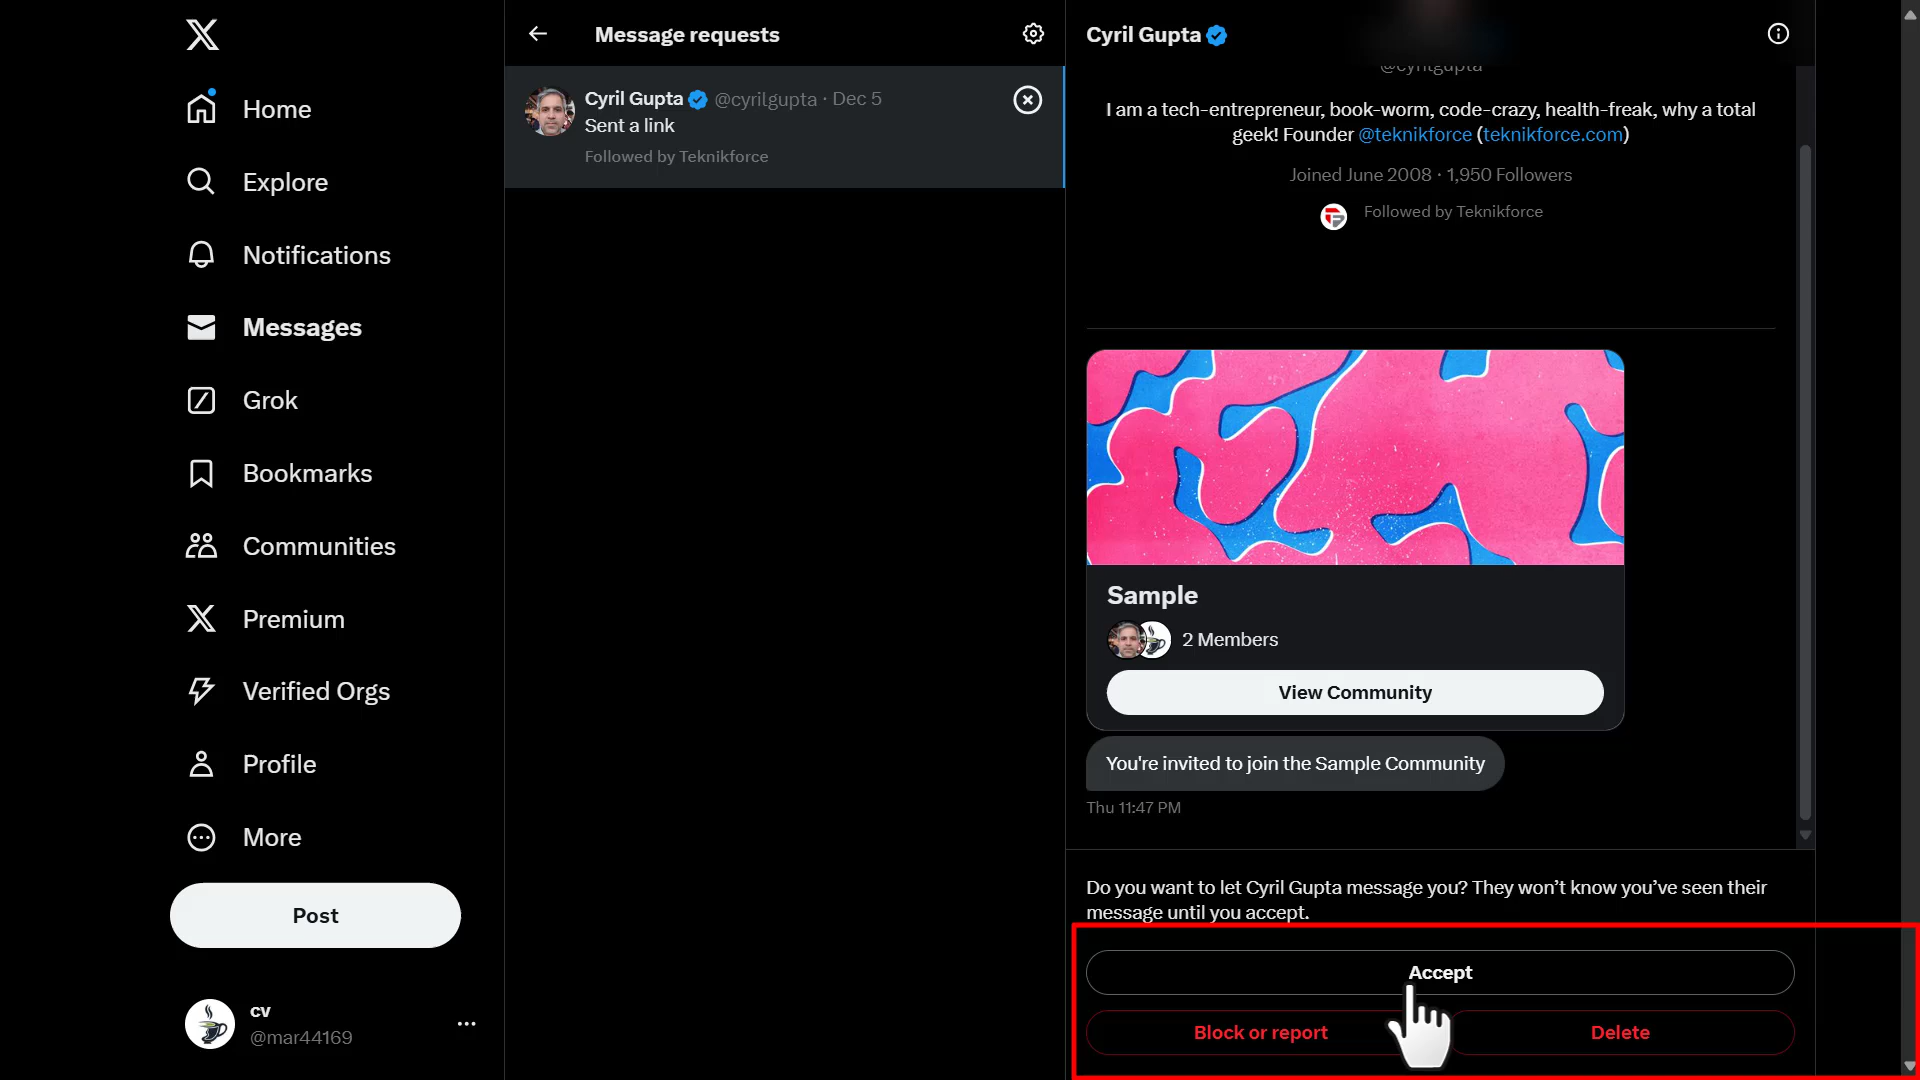 Home
Explore
Notifications
Messages
Grok
Bookmarks
Communities
Premium
Verified Orgs
Profile
More
Post
cv
@mar44169
Message requests
Cyril Gupta @cyrilgupta · Dec 5
Sent a link
Followed by Teknikforce
Cyril Gupta
@cyrilgupta
I am a tech-entrepreneur, book-worm, code-crazy, health-freak, why a total
geek! Founder @teknikforce (teknikforce.com)
Joined June 2008 · 1,950 Followers
Followed by Teknikforce
Sample
2 Members
View Community
You're invited to join the Sample Community
Thu 11:47 PM
Do you want to let Cyril Gupta message you? They won’t know you’ve seen their
message until you accept.
Accept
Block or report
Delete